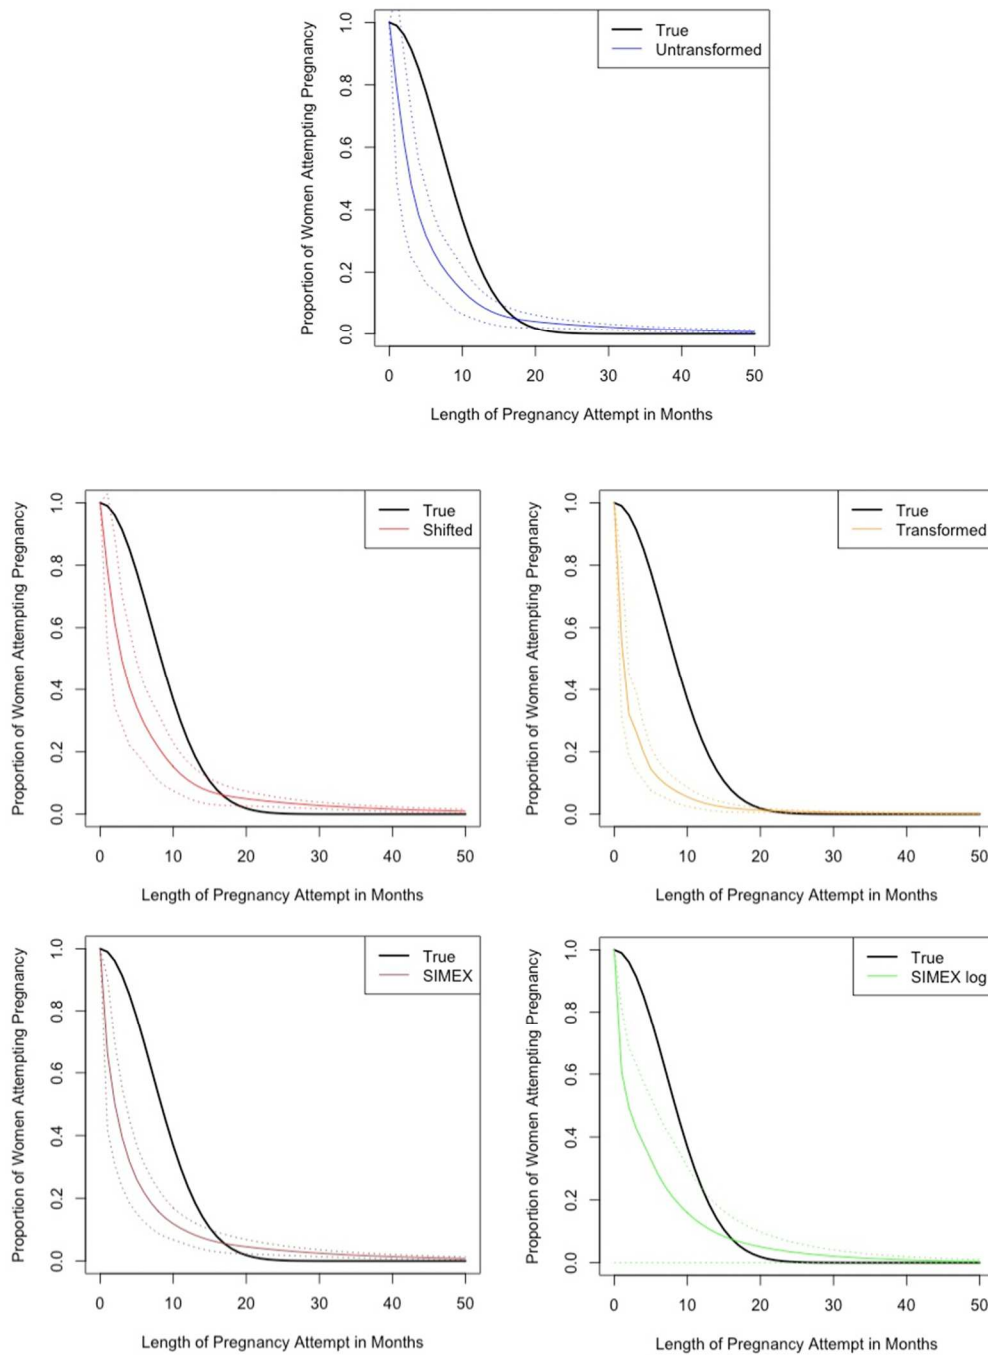 Proportion of Women Attempting Pregnancy
1.0
0.8
0.6
0.4
0.2
0.0
True
Untransformed
0 10 20 30 40 50
Length of Pregnancy Attempt in Months
Proportion of Women Attempting Pregnancy
1.0
0.8
0.6
0.4
0.2
0.0
True
Shifted
0 10 20 30 40 50
Length of Pregnancy Attempt in Months
Proportion of Women Attempting Pregnancy
1.0
0.8
0.6
0.4
0.2
0.0
True
Transformed
0 10 20 30 40 50
Length of Pregnancy Attempt in Months
Proportion of Women Attempting Pregnancy
1.0
0.8
0.6
0.4
0.2
0.0
True
SIMEX
0 10 20 30 40 50
Length of Pregnancy Attempt in Months
Proportion of Women Attempting Pregnancy
1.0
0.8
0.6
0.4
0.2
0.0
True
SIMEX log
0 10 20 30 40 50
Length of Pregnancy Attempt in Months